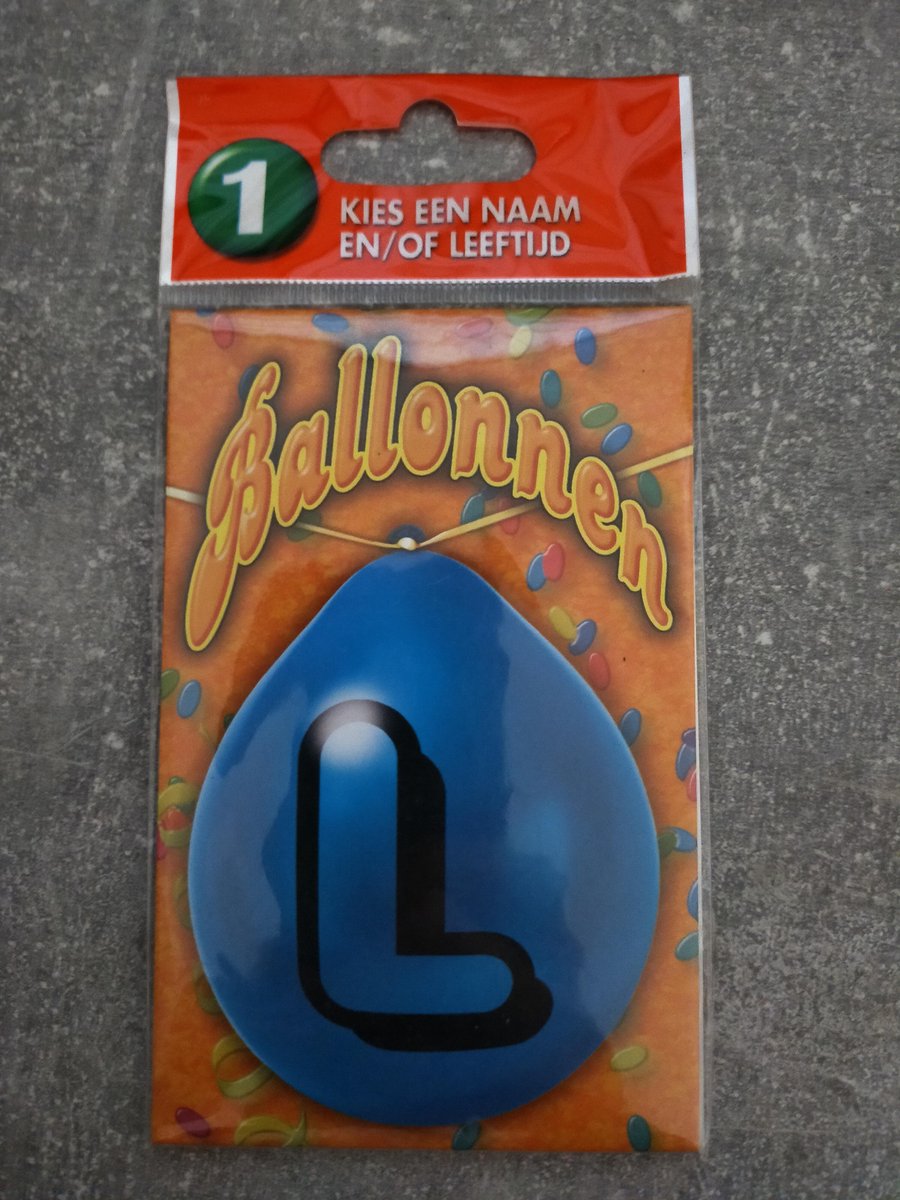 1
KIES EEN NAAM
EN/OF LEEFTIJD
Ballonnen
L